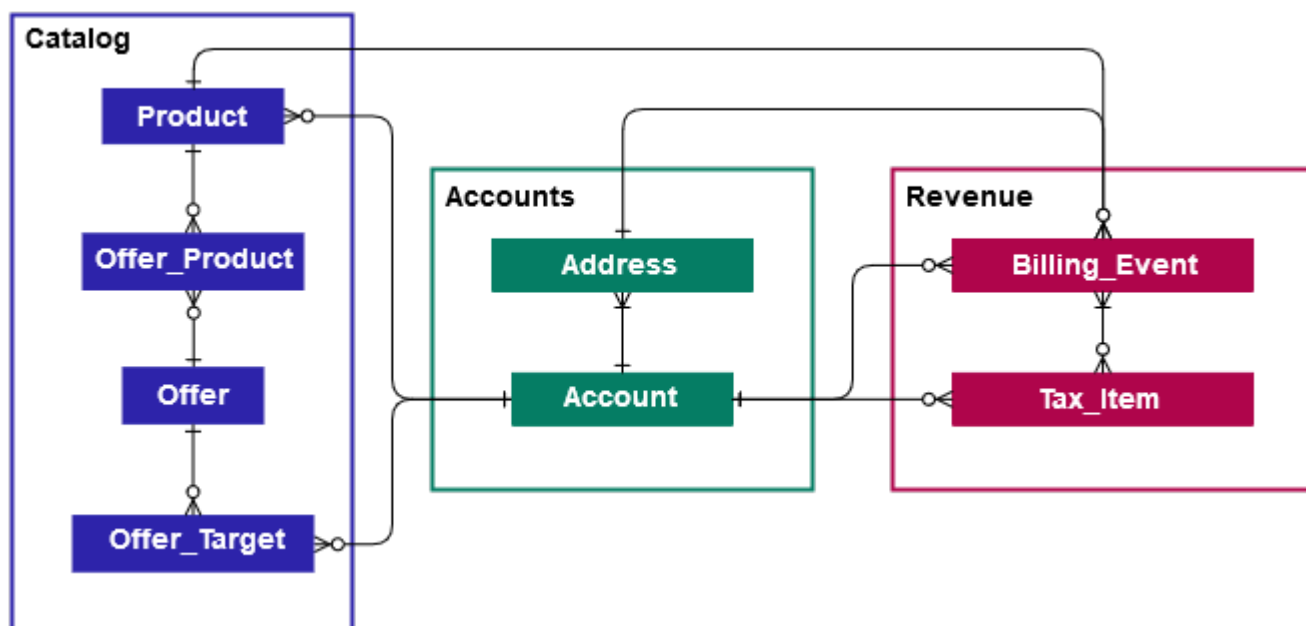 Catalog
Product
Offer_Product
Offer
Offer_Target
Accounts
Address
Account
Revenue
Billing_Event
Tax_Item